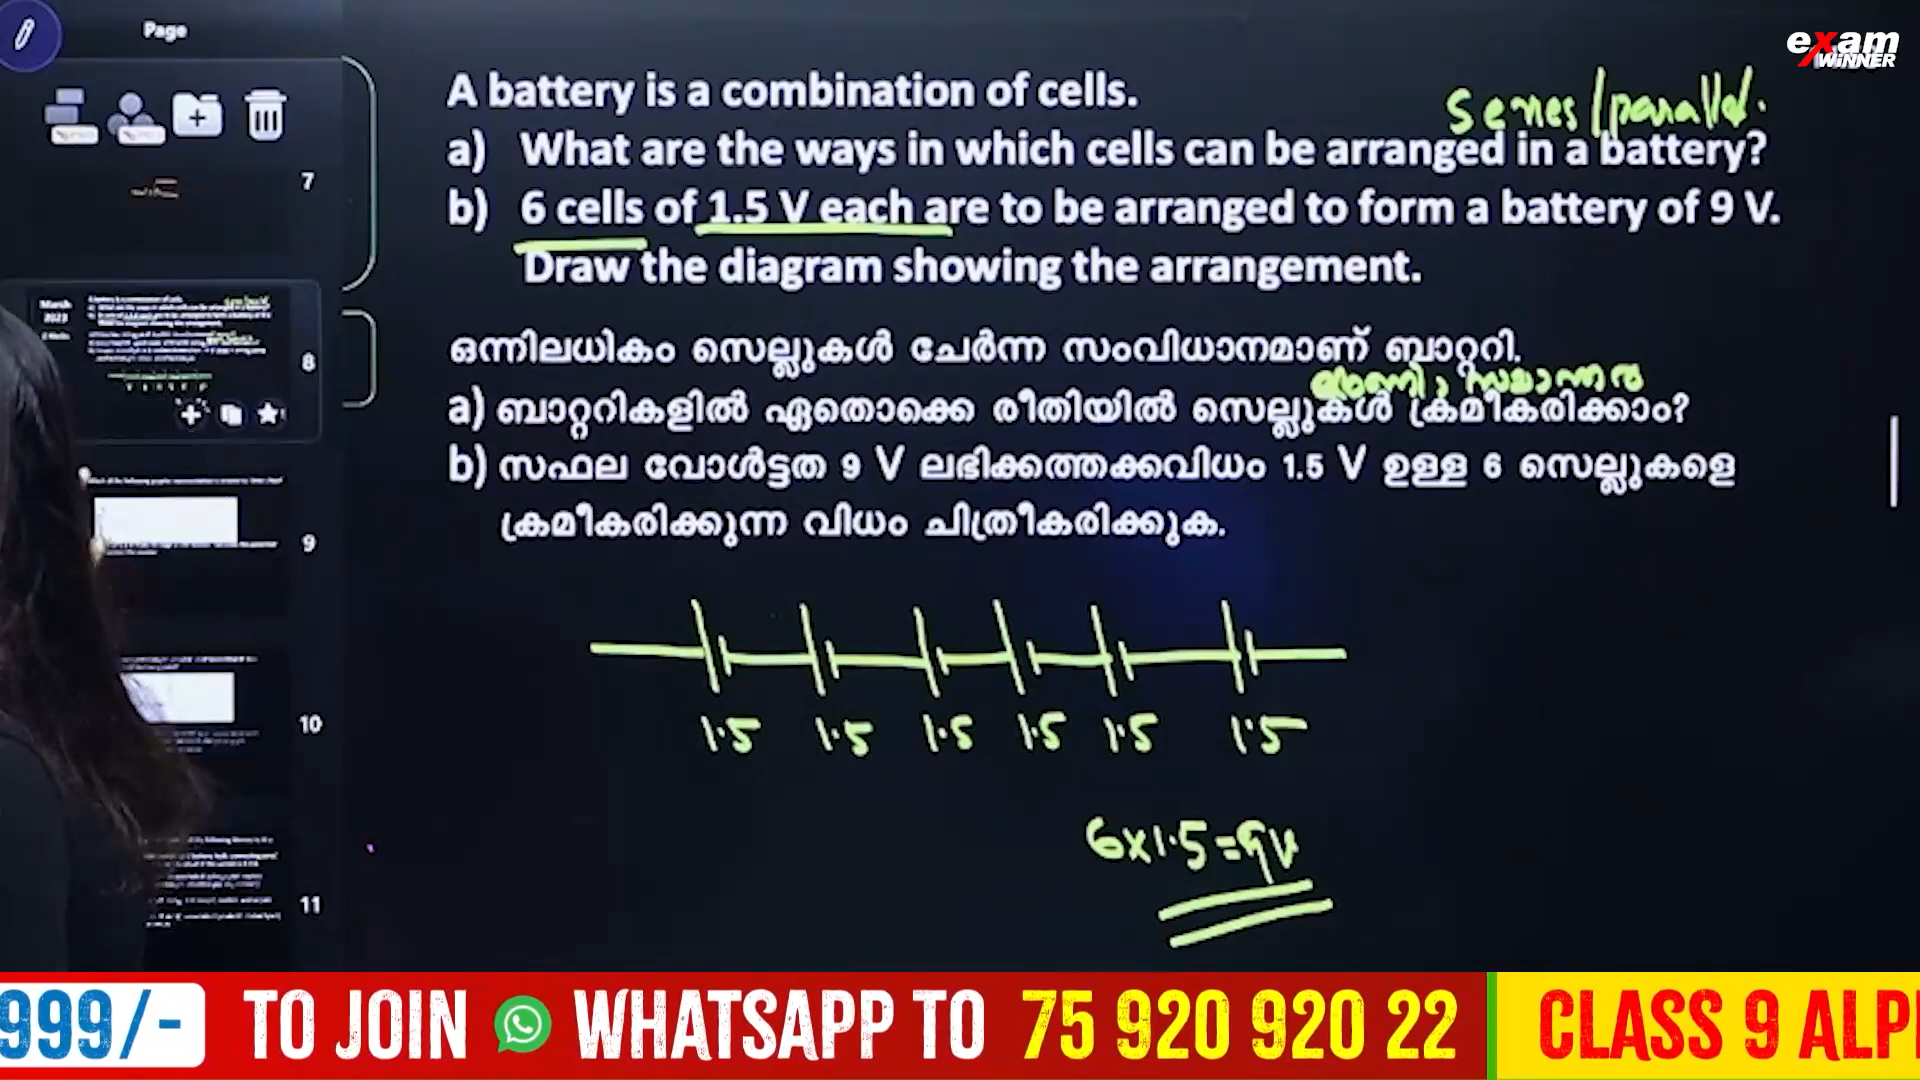 Page
exam
WINNER
A battery is a combination of cells.
series/parallel.
a) What are the ways in which cells can be arranged in a battery?
b) 6 cells of 1.5 V each are to be arranged to form a battery of 9 V.
Draw the diagram showing the arrangement.
ഒന്നിലധികം സെല്ലുകൾ ചേർന്ന സംവിധാനമാണ് ബാറ്ററി.
ശ്രേണി, സമാന്തര
a) ബാറ്ററികളിൽ ഏതൊക്കെ രീതിയിൽ സെല്ലുകൾ ക്രമീകരിക്കാം?
b) സഫല വോൾട്ടത 9 V ലഭിക്കത്തക്കവിധം 1.5 V ഉള്ള 6 സെല്ലുകളെ
ക്രമീകരിക്കുന്ന വിധം ചിത്രീകരിക്കുക.
1.5 1.5 1.5 1.5 1.5 1.5
6x1.5=9V
7
March
2023
8
9
10
11
999/- TO JOIN WHATSAPP TO 75 920 920 22 CLASS 9 ALP